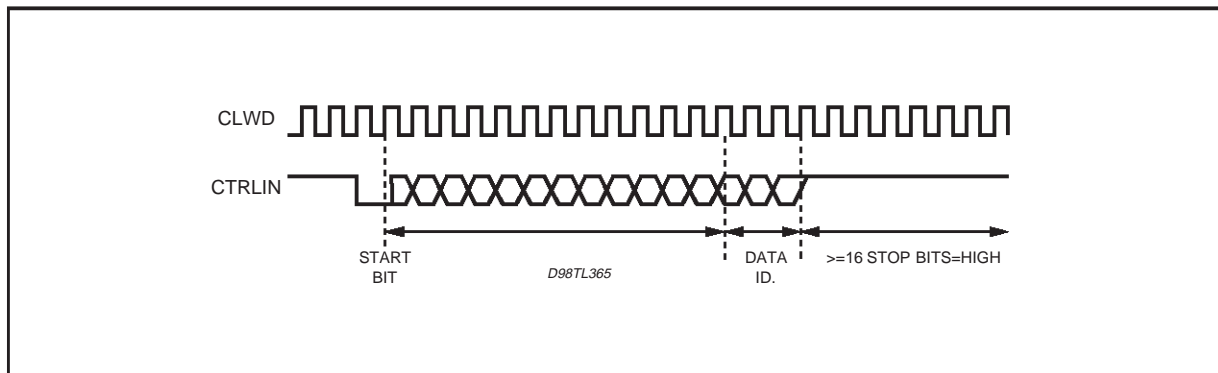 CLWD
CTRLIN
START
BIT
D98TL365
DATA
ID.
>=16 STOP BITS=HIGH